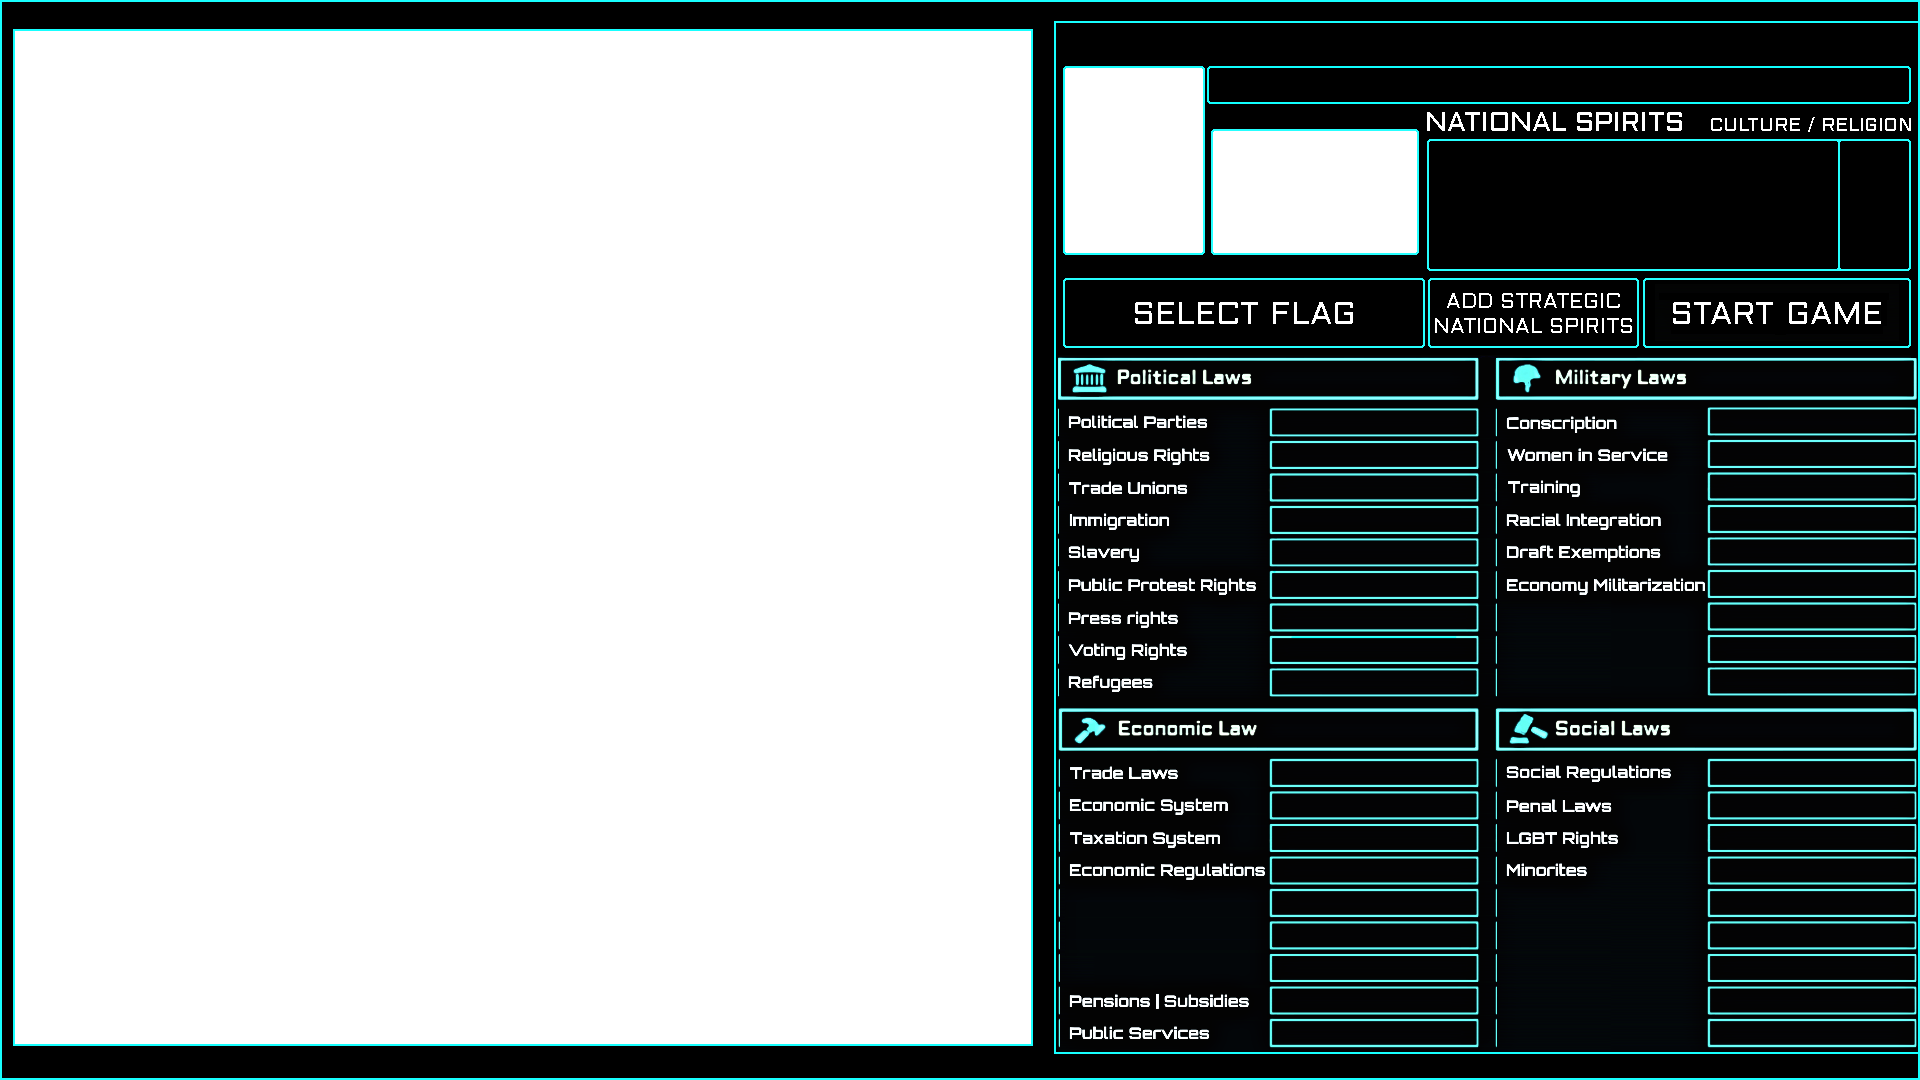 NATIONAL SPIRITS
CULTURE / RELIGION
SELECT FLAG
ADD STRATEGIC
NATIONAL SPIRITS
START GAME
Political Laws
Political Parties
Religious Rights
Trade Unions
Immigration
Slavery
Public Protest Rights
Press rights
Voting Rights
Refugees
Military Laws
Conscription
Women in Service
Training
Racial Integration
Draft Exemptions
Economy Militarization
Economic Law
Trade Laws
Economic System
Taxation System
Economic Regulations
Pensions | Subsidies
Public Services
Social Laws
Social Regulations
Penal Laws
LGBT Rights
Minorites